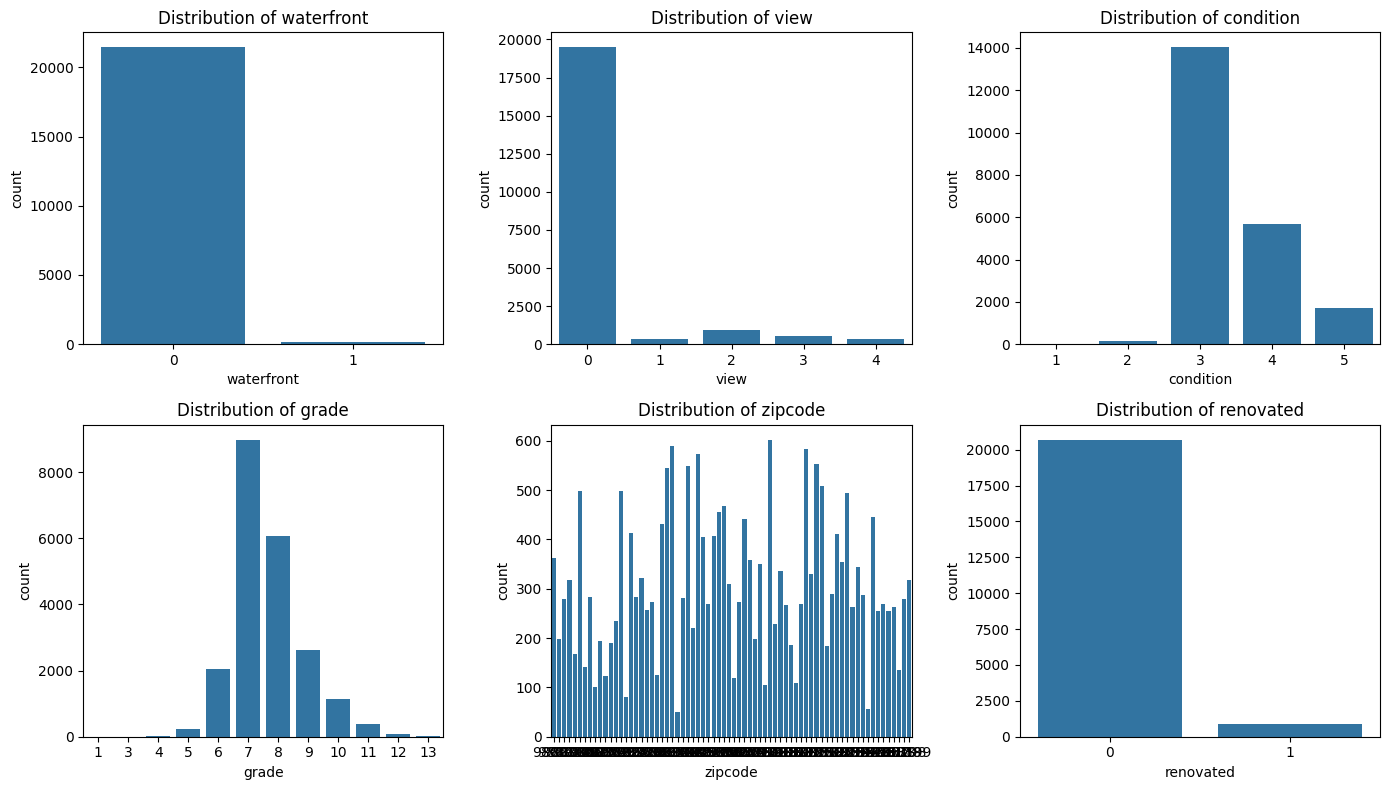 Distribution of waterfront
20000
15000
10000
5000
0
count
0 1
waterfront
Distribution of view
20000
17500
15000
12500
10000
7500
5000
2500
0
count
0 1 2 3 4
view
Distribution of condition
14000
12000
10000
8000
6000
4000
2000
0
count
1 2 3 4 5
condition
Distribution of grade
8000
6000
4000
2000
0
count
1 3 4 5 6 7 8 9 10 11 12 13
grade
Distribution of zipcode
600
500
400
300
200
100
0
count
zipcode
Distribution of renovated
20000
17500
15000
12500
10000
7500
5000
2500
0
count
0 1
renovated